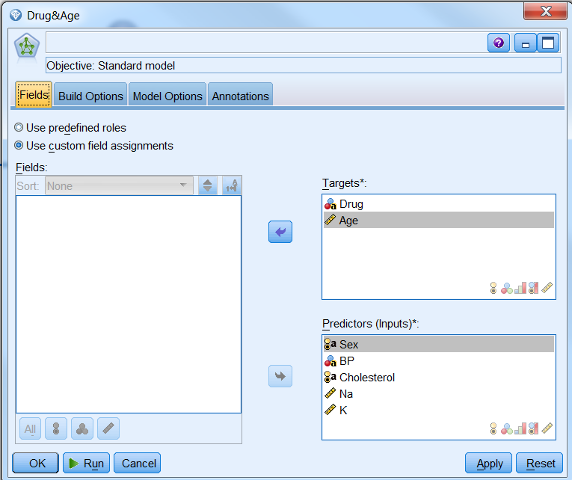 Drug&Age
Objective: Standard model
Fields Build Options Model Options Annotations
Use predefined roles
Use custom field assignments
Fields:
Sort: None
Targets*:
Drug
Age
Predictors (Inputs)*:
Sex
BP
Cholesterol
Na
K
All
OK Run Cancel Apply Reset